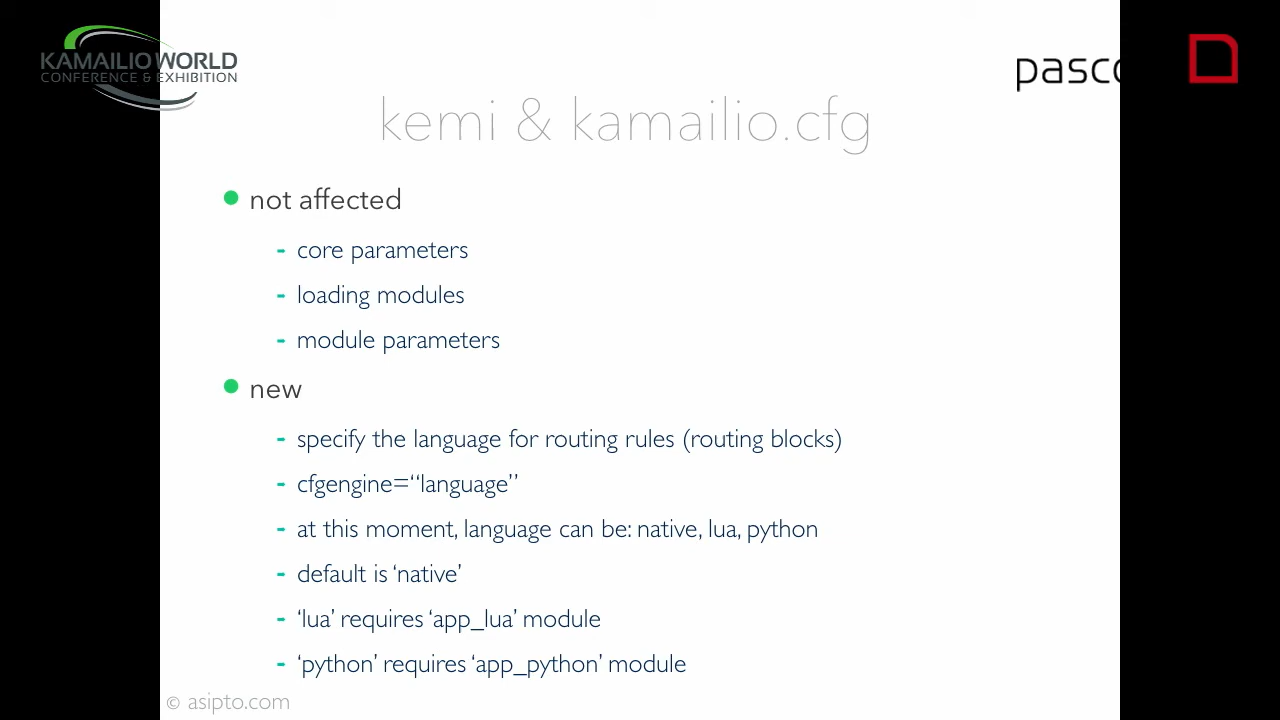 KAMAILIO WORLD
CONFERENCE & EXHIBITION
pasco
kemi & kamailio.cfg
not affected
- core parameters
- loading modules
- module parameters
new
- specify the language for routing rules (routing blocks)
- cfgengine=“language”
- at this moment, language can be: native, lua, python
- default is ‘native’
- ‘lua’ requires ‘app_lua’ module
- ‘python’ requires ‘app_python’ module
© asipto.com